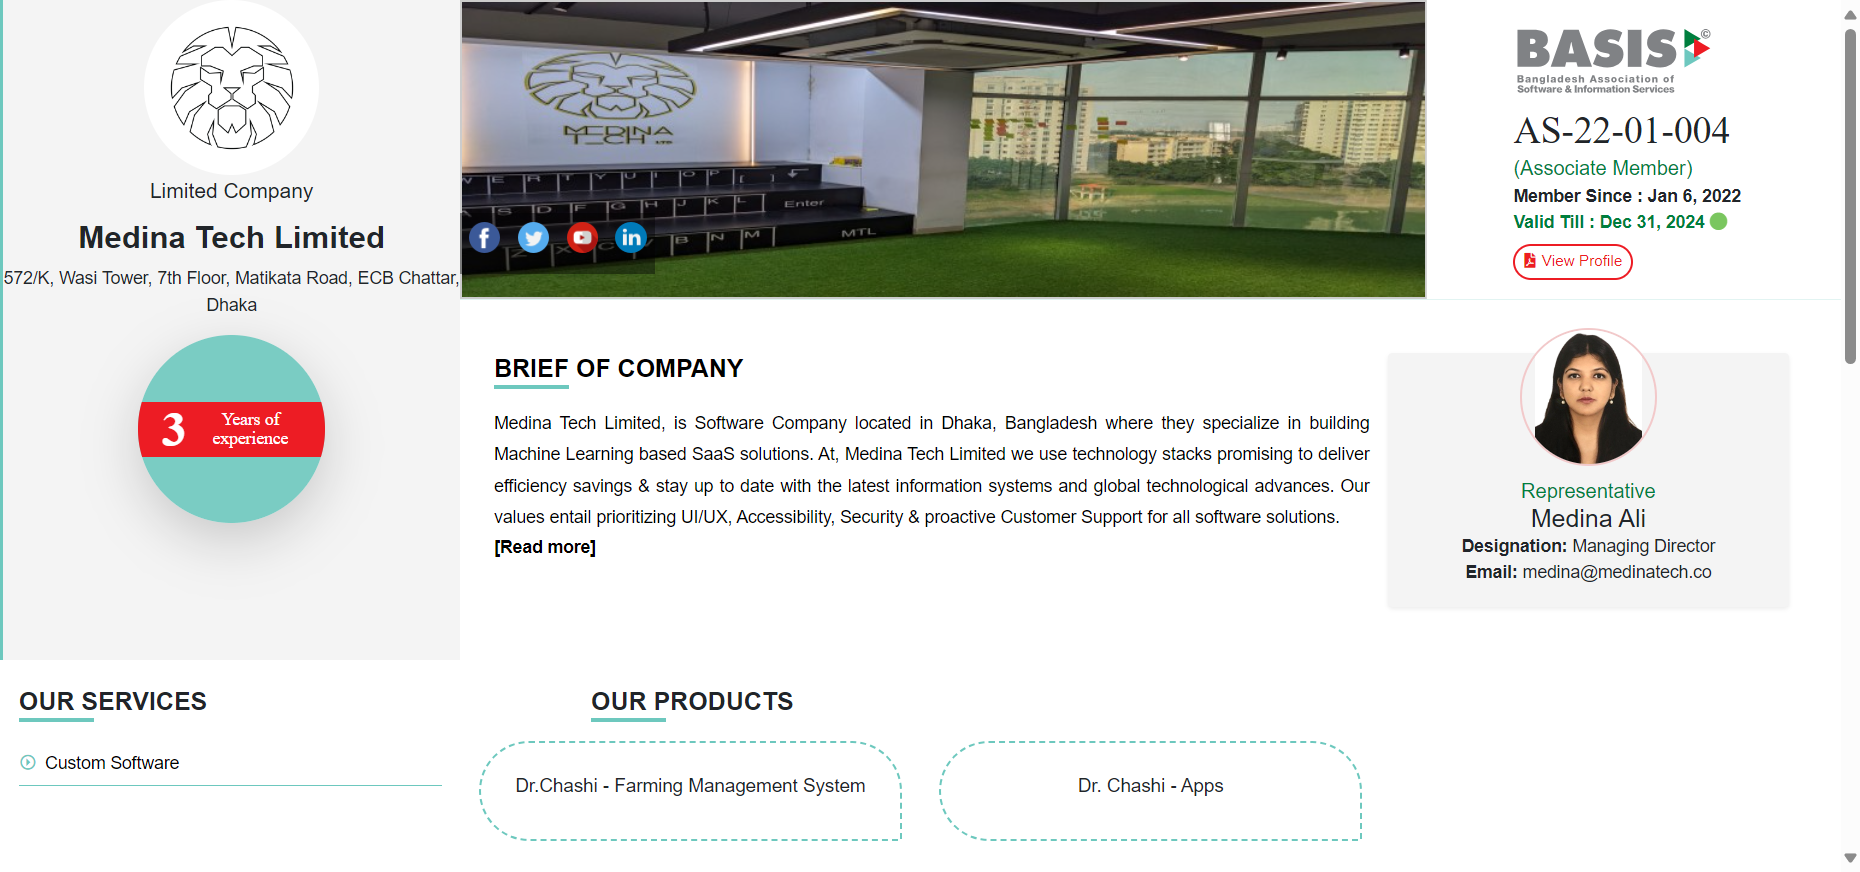 Limited Company
Medina Tech Limited
572/K, Wasi Tower, 7th Floor, Matikata Road, ECB Chattar,
Dhaka
3 Years of
experience
MEDINA
TECH LTD
W E R T Y U I O P [ ]
A S D F G H J K L Enter
Z X C V B N M MTL
f
in
BASIS ©
Bangladesh Association of
Software & Information Services
AS-22-01-004
(Associate Member)
Member Since : Jan 6, 2022
Valid Till : Dec 31, 2024
View Profile
BRIEF OF COMPANY
Medina Tech Limited, is Software Company located in Dhaka, Bangladesh where they specialize in building
Machine Learning based SaaS solutions. At, Medina Tech Limited we use technology stacks promising to deliver
efficiency savings & stay up to date with the latest information systems and global technological advances. Our
values entail prioritizing UI/UX, Accessibility, Security & proactive Customer Support for all software solutions.
[Read more]
Representative
Medina Ali
Designation: Managing Director
Email: medina@medinatech.co
OUR SERVICES
Custom Software
OUR PRODUCTS
Dr.Chashi - Farming Management System
Dr. Chashi - Apps